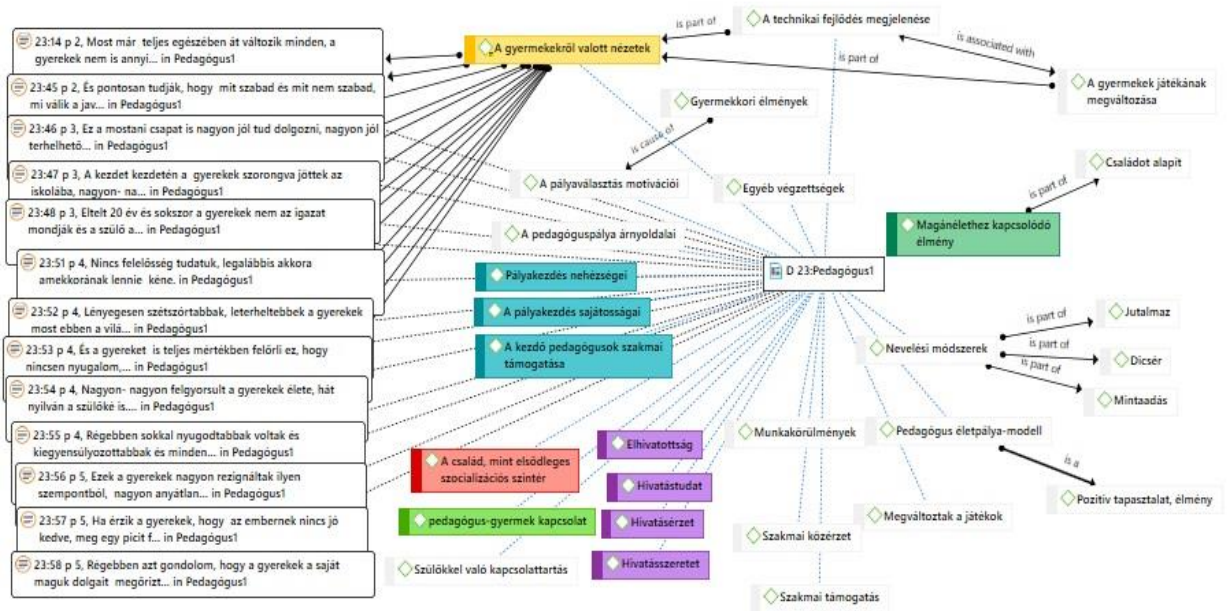 23:14 p 2, Most már teljes egészében át változik minden, a
gyerekek nem is annyi... in Pedagógus1
23:45 p 2, És pontosan tudják, hogy mit szabad és mit nem szabad,
mi válik a jav... in Pedagógus1
23:46 p 3, Ez a mostani csapat is nagyon jól tud dolgozni, nagyon jól
terhelhető... in Pedagógus1
23:47 p 3, A kezdet kezdetén a gyerekek szorongva jöttek az
iskolába, nagyon- na... in Pedagógus1
23:48 p 3, Eltelt 20 év és sokszor a gyerekek nem az igazat
mondják és a szülő a... in Pedagógus1
23:51 p 4, Nincs felelősség tudatuk, legalábbis akkora
amekkorának lennie kéne. in Pedagógus1
23:52 p 4, Lényegesen szétszórtabbak, leterheltebbek a gyerekek
most ebben a vilá... in Pedagógus1
23:53 p 4, És a gyereket is teljes mértékben felőrli ez, hogy
nincsen nyugalom,... in Pedagógus1
23:54 p 4, Nagyon- nagyon felgyorsult a gyerekek élete, hát
nyilván a szülőké is.... in Pedagógus1
23:55 p 4, Régebben sokkal nyugodtabbak voltak és
kiegyensúlyozottabbak és minden... in Pedagógus1
23:56 p 5, Ezek a gyerekek nagyon rezignáltak ilyen
szempontból, nagyon anyátlan... in Pedagógus1
23:57 p 5, Ha érzik a gyerekek, hogy az embernek nincs jó
kedve, meg egy picit f... in Pedagógus1
23:58 p 5, Régebben azt gondolom, hogy a gyerekek a saját
maguk dolgait megőrizt... in Pedagógus1
A gyermekekről valott nézetek
is part of
A technikai fejlődés megjelenése
is associated with
is part of
A gyermekek játékának
megváltozása
Gyermekkori élmények
is cause of
A pályaválasztás motivációi
Egyéb végzettségek
Családot alapít
is part of
Magánélethez kapcsolódó
élmény
A pedagóguspálya árnyoldalai
D 23:Pedagógus1
Pályakezdés nehézségei
A pályakezdés sajátosságai
A kezdő pedagógusok szakmai
támogatása
Nevelési módszerek
is part of
Jutalmaz
is part of
Dicsér
is part of
Mintaadás
Munkakörülmények
Pedagógus életpálya-modell
is a
Pozitív tapasztalat, élmény
Elhivatottság
A család, mint elsődleges
szocializációs szintér
Hivatástudat
pedagógus-gyermek kapcsolat
Hivatásérzet
Megváltoztak a játékok
Szakmai közérzet
Szülőkkel való kapcsolattartás
Hivatásszeretet
Szakmai támogatás